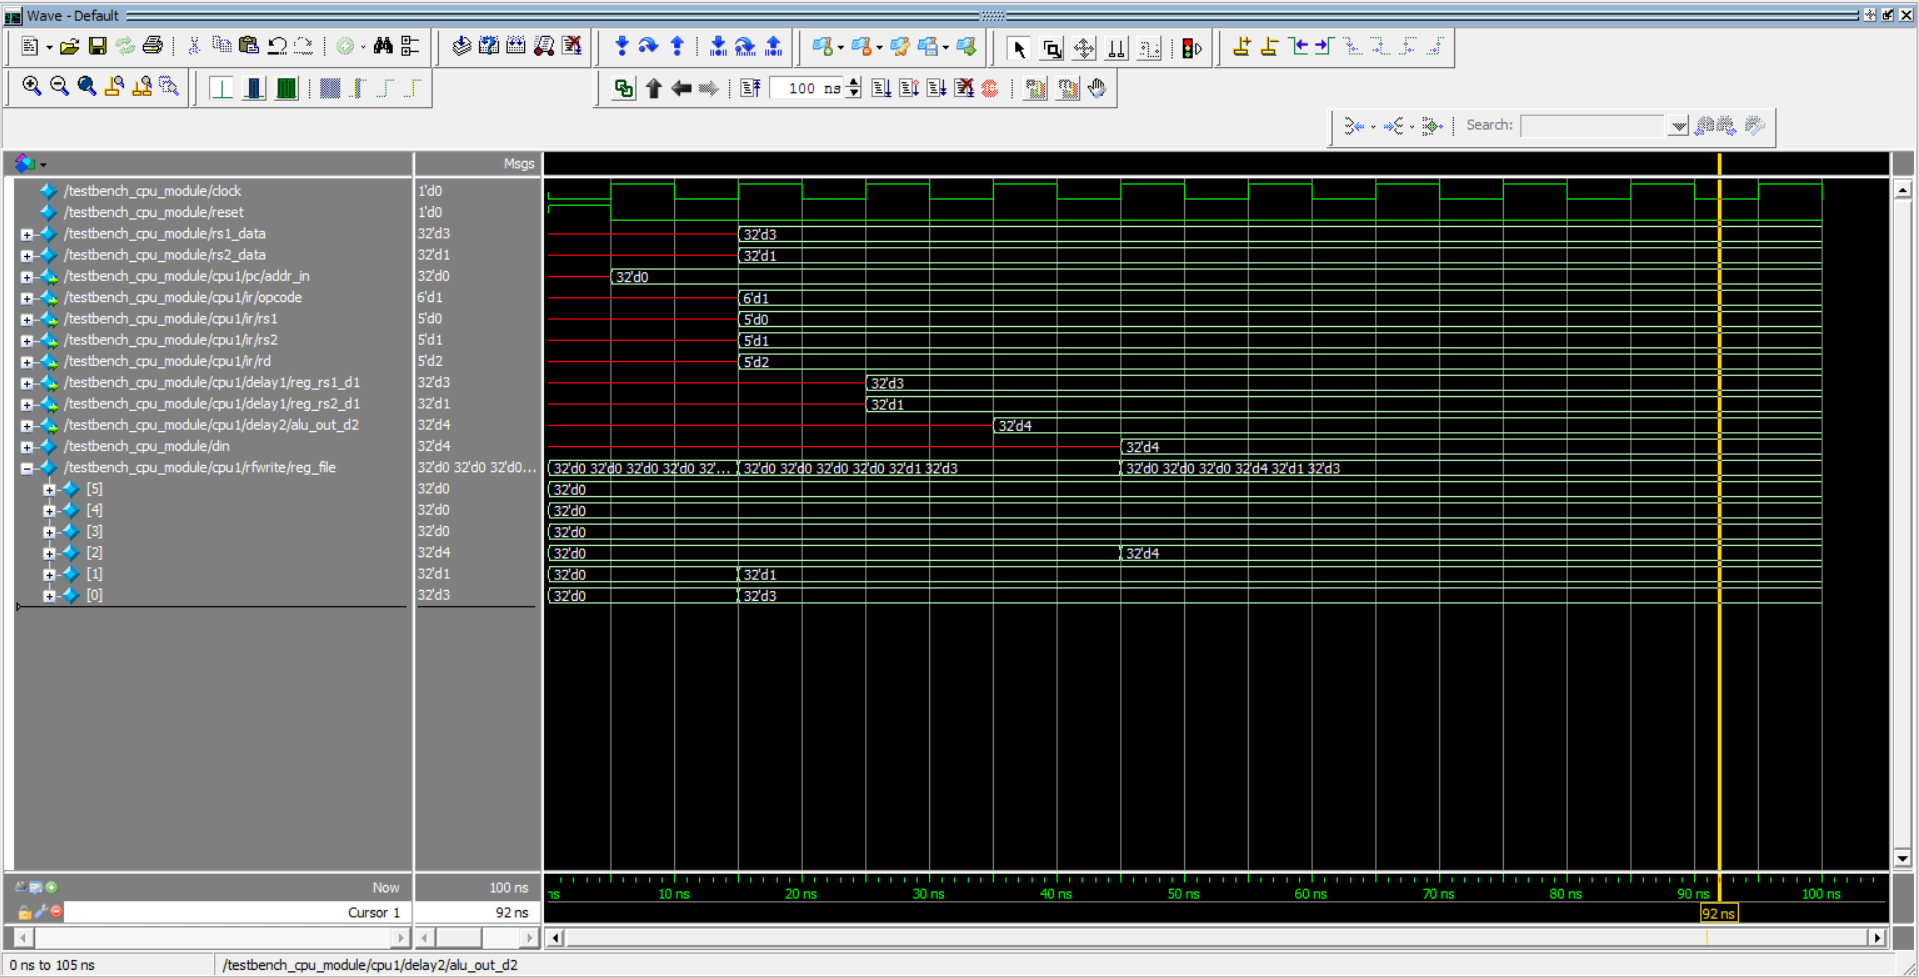 Wave - Default
100 ns
Search:
Msgs
/testbench_cpu_module/clock 1'd0
/testbench_cpu_module/reset 1'd0
/testbench_cpu_module/rs1_data 32'd3 32'd3
/testbench_cpu_module/rs2_data 32'd1 32'd1
/testbench_cpu_module/cpu1/pc/addr_in 32'd0 32'd0
/testbench_cpu_module/cpu1/ir/opcode 6'd1 6'd1
/testbench_cpu_module/cpu1/ir/rs1 5'd0 5'd0
/testbench_cpu_module/cpu1/ir/rs2 5'd1 5'd1
/testbench_cpu_module/cpu1/ir/rd 5'd2 5'd2
/testbench_cpu_module/cpu1/delay1/reg_rs1_d1 32'd3 32'd3
/testbench_cpu_module/cpu1/delay1/reg_rs2_d1 32'd1 32'd1
/testbench_cpu_module/cpu1/delay2/alu_out_d2 32'd4 32'd4
/testbench_cpu_module/din 32'd4 32'd4
/testbench_cpu_module/cpu1/rfwrite/reg_file 32'd0 32'd0 32'd0... 32'd0 32'd0 32'd0 32'd0 32'... 32'd0 32'd0 32'd0 32'd0 32'd1 32'd3 32'd0 32'd0 32'd0 32'd4 32'd1 32'd3
[5] 32'd0 32'd0
[4] 32'd0 32'd0
[3] 32'd0 32'd0
[2] 32'd4 32'd0 32'd4
[1] 32'd1 32'd0 32'd1
[0] 32'd3 32'd0 32'd3
Now 100 ns ns 10 ns 20 ns 30 ns 40 ns 50 ns 60 ns 70 ns 80 ns 90 ns 100 ns
Cursor 1 92 ns 92 ns
0 ns to 105 ns /testbench_cpu_module/cpu1/delay2/alu_out_d2